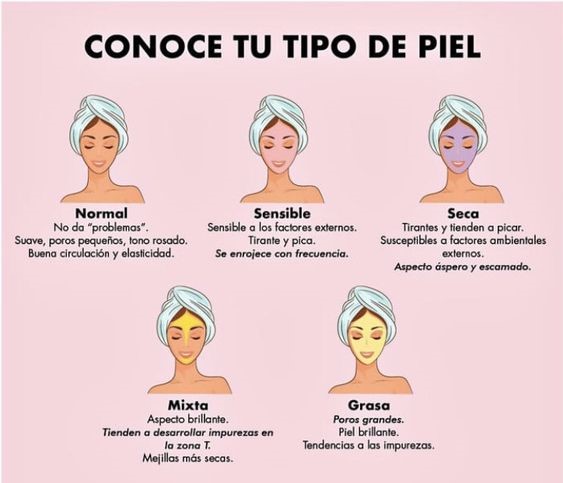 CONOCE TU TIPO DE PIEL
Normal
No da "problemas".
Suave, poros pequeños, tono rosado.
Buena circulación y elasticidad.
Sensible
Sensible a los factores externos.
Tirante y pica.
Se enrojece con frecuencia.
Seca
Tirantes y tienden a picar.
Susceptibles a factores ambientales
externos.
Aspecto áspero y escamado.
Mixta
Aspecto brillante.
Tienden a desarrollar impurezas en
la zona T.
Mejillas más secas.
Grasa
Poros grandes.
Piel brillante.
Tendencias a las impurezas.